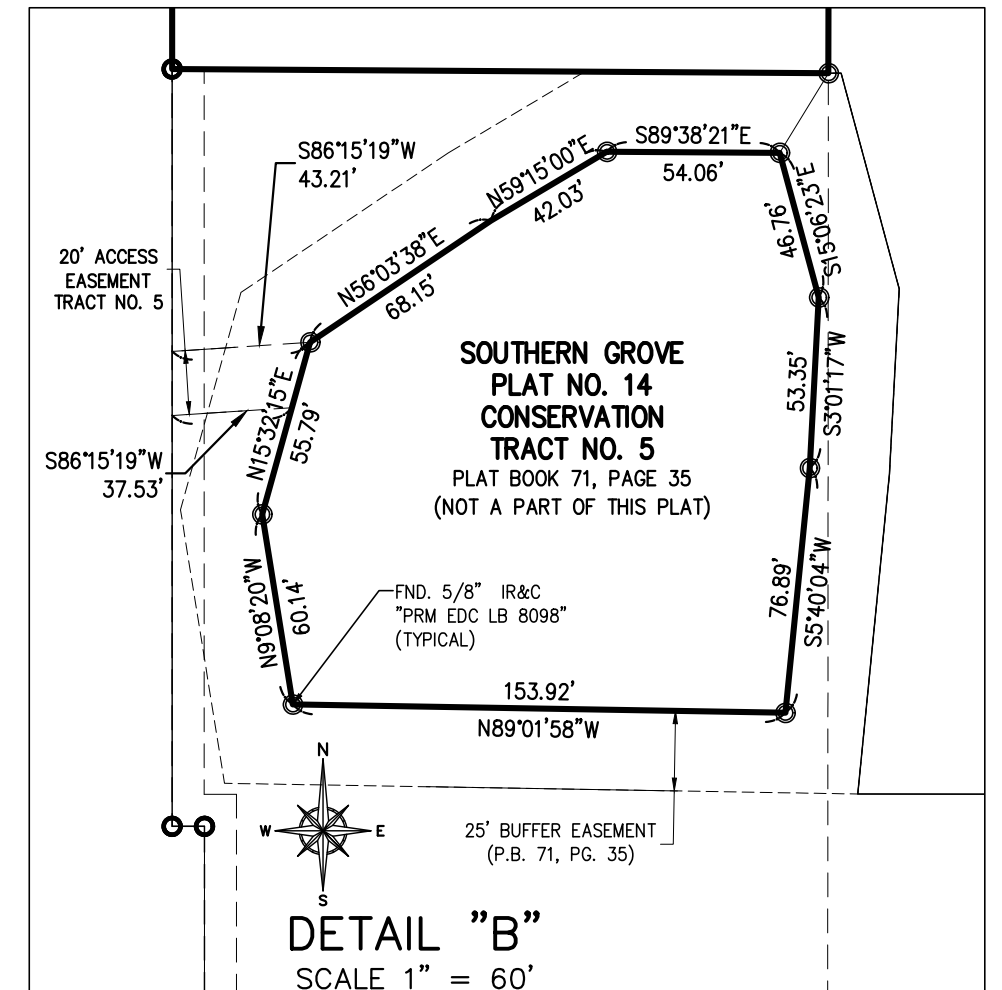 S89°38'21"E
54.06'
S86°15'19"W
43.21'
N59°15'00"E
42.03'
S15°06'23"E
46.76'
20' ACCESS
EASEMENT
TRACT NO. 5
N56°03'38"E
68.15'
SOUTHERN GROVE
PLAT NO. 14
CONSERVATION
TRACT NO. 5
PLAT BOOK 71, PAGE 35
(NOT A PART OF THIS PLAT)
53.35'
S3°01'17"W
N15°32'15"E
55.79'
S86°15'19"W
37.53'
FND. 5/8" IR&C
"PRM EDC LB 8098"
(TYPICAL)
N9°08'20"W
60.14'
76.89'
S5°40'04"W
153.92'
N89°01'58"W
N
W
E
S
25' BUFFER EASEMENT
(P.B. 71, PG. 35)
DETAIL "B"
SCALE 1" = 60'